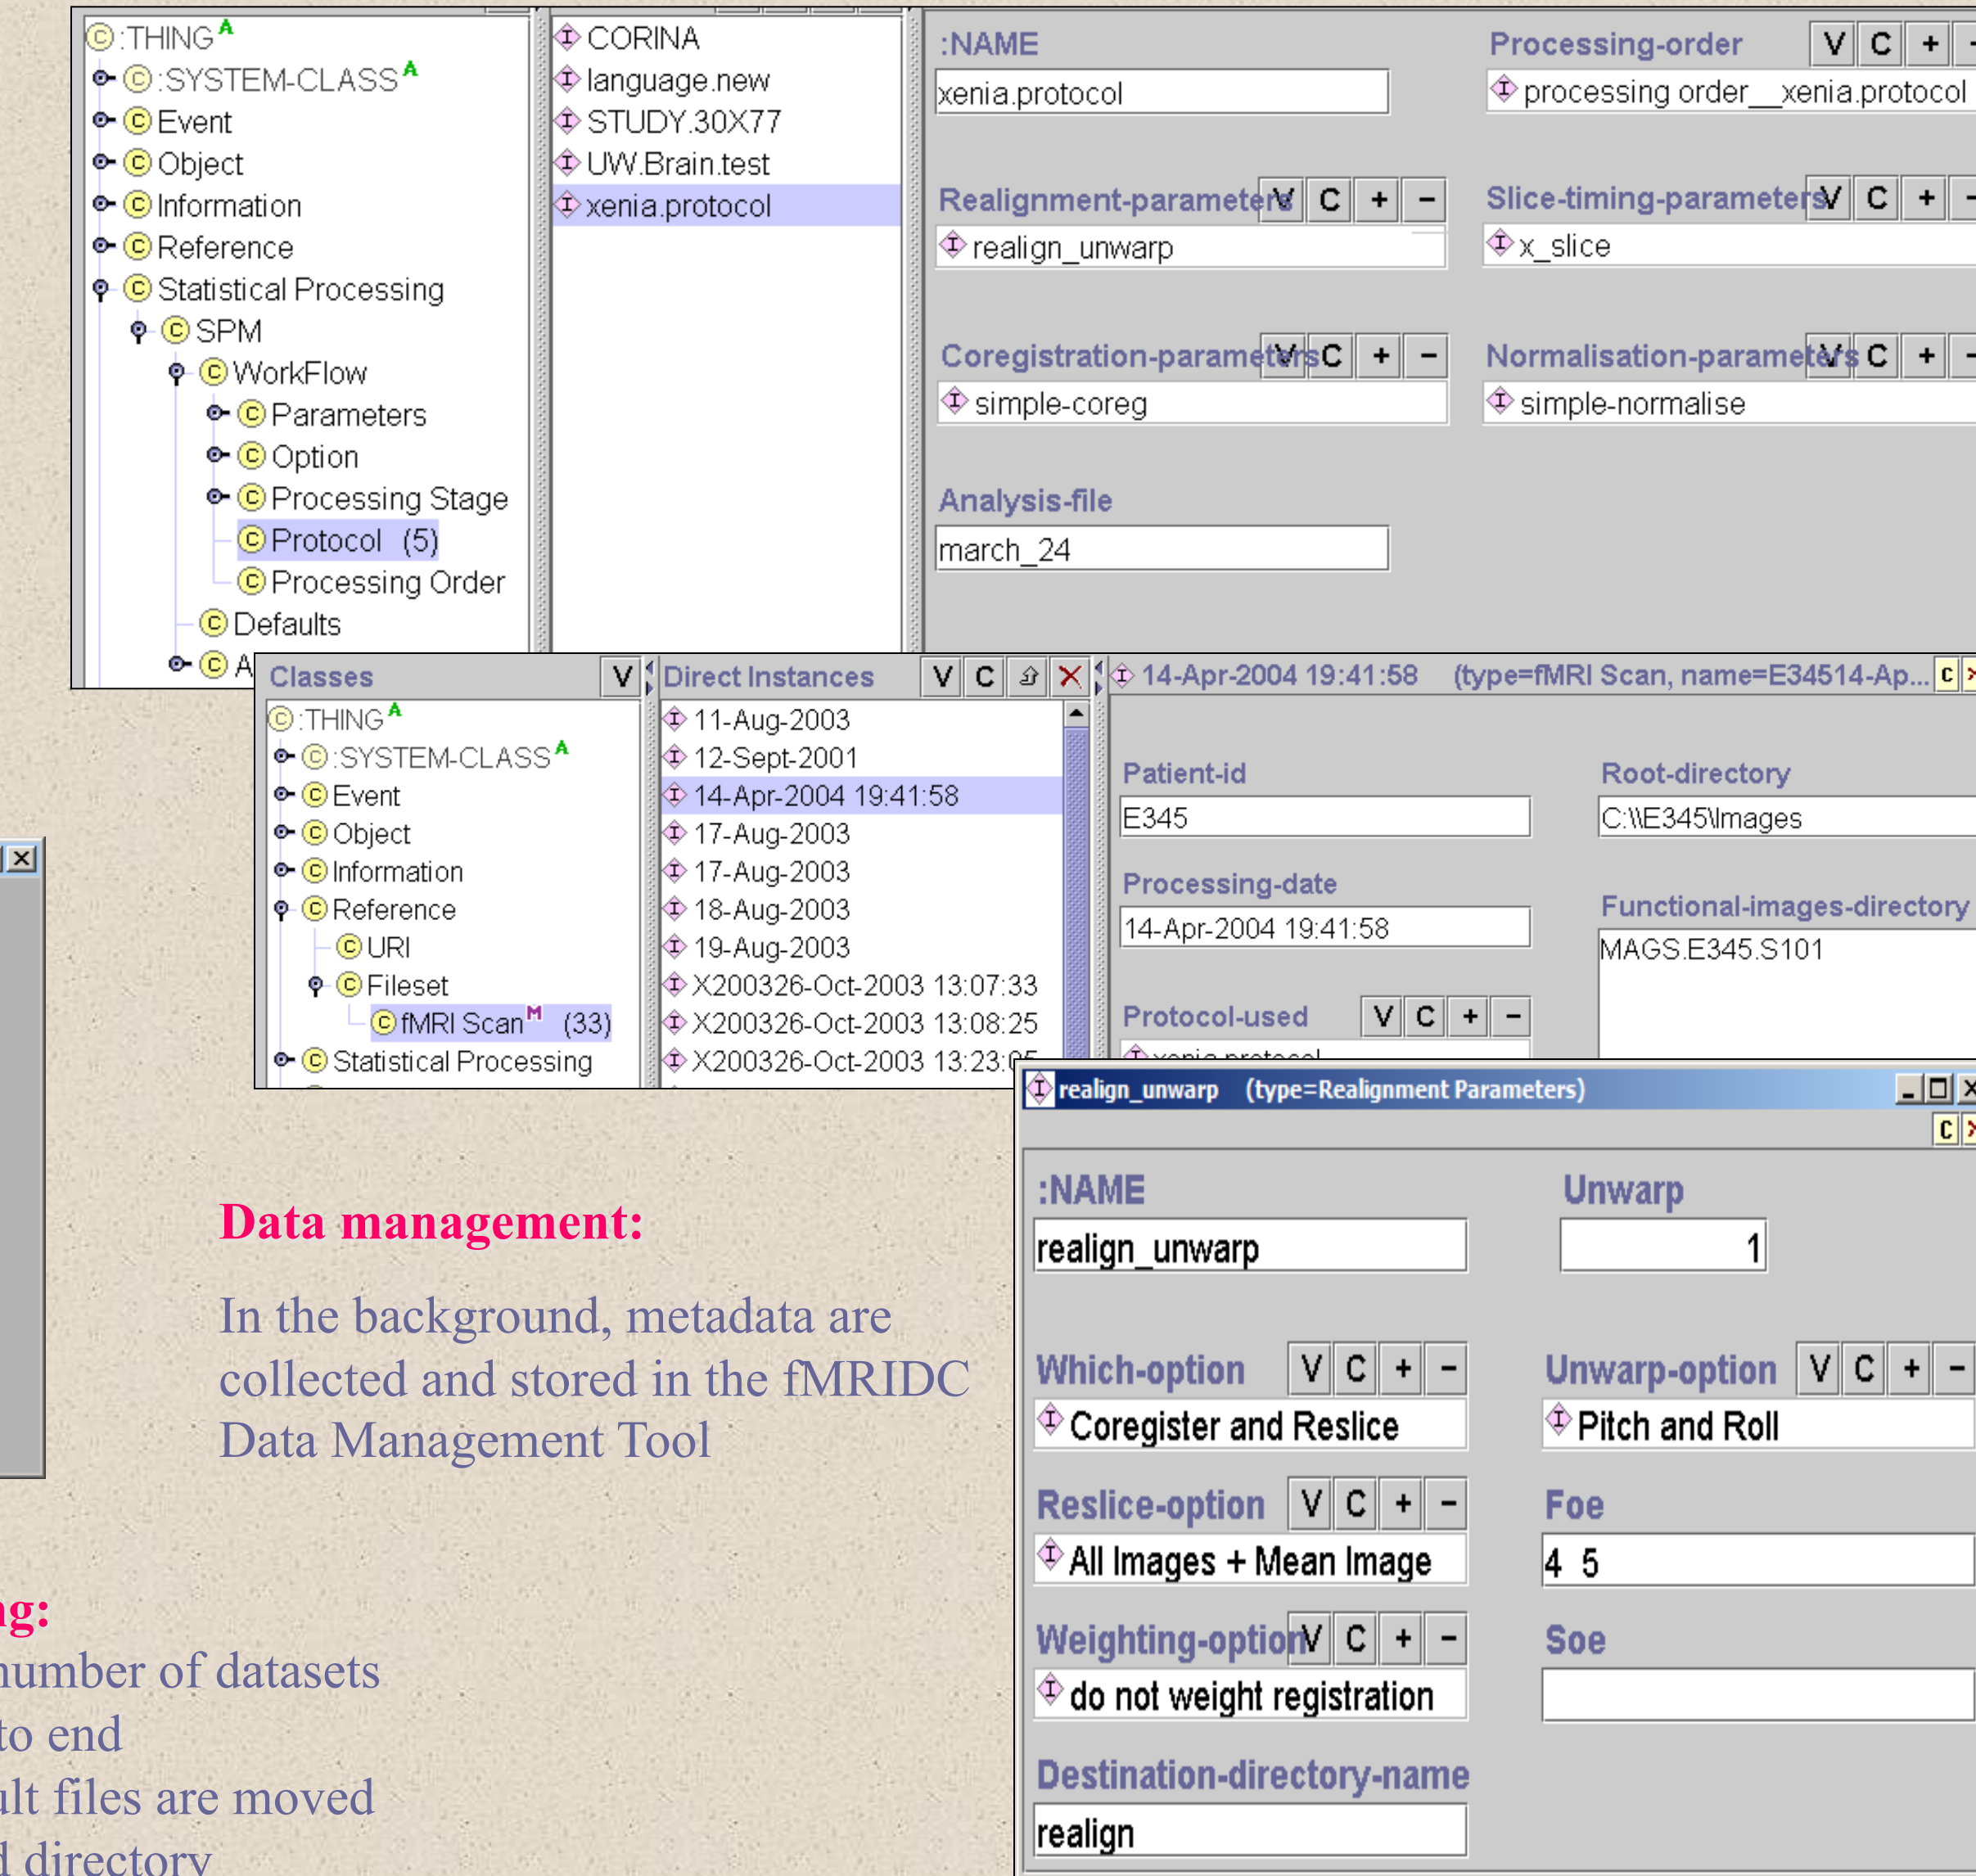 :THING A
:SYSTEM-CLASS A
Event
Object
Information
Reference
Statistical Processing
SPM
WorkFlow
Parameters
Option
Processing Stage
Protocol (5)
Processing Order
Defaults
A
CORINA
language.new
STUDY.30X77
UW.Brain.test
xenia.protocol
:NAME
xenia.protocol
Processing-order V C + -
processing order__xenia.protocol
Realignment-parameters V C + -
realign_unwarp
Slice-timing-parameters V C + -
x_slice
Coregistration-parameters V C + -
simple-coreg
Normalisation-parameters V C + -
simple-normalise
Analysis-file
march_24
Classes V
:THING A
:SYSTEM-CLASS A
Event
Object
Information
Reference
URI
Fileset
fMRI Scan M (33)
Statistical Processing
Direct Instances V C
11-Aug-2003
12-Sept-2001
14-Apr-2004 19:41:58
17-Aug-2003
17-Aug-2003
18-Aug-2003
19-Aug-2003
X200326-Oct-2003 13:07:33
X200326-Oct-2003 13:08:25
X200326-Oct-2003 13:23:05
14-Apr-2004 19:41:58 (type=fMRI Scan, name=E34514-Ap... C
Patient-id
E345
Root-directory
C:\\E345\Images
Processing-date
14-Apr-2004 19:41:58
Functional-images-directory
MAGS.E345.S101
Protocol-used V C + -
xenia.protocol
realign_unwarp (type=Realignment Parameters)
C
:NAME
realign_unwarp
Unwarp
1
Which-option V C + -
Coregister and Reslice
Unwarp-option V C + -
Pitch and Roll
Reslice-option V C + -
All Images + Mean Image
Foe
4 5
Weighting-option V C + -
do not weight registration
Soe
Destination-directory-name
realign
Data management:
In the background, metadata are
collected and stored in the fMRIDC
Data Management Tool
ng:
number of datasets
to end
ult files are moved
d directory